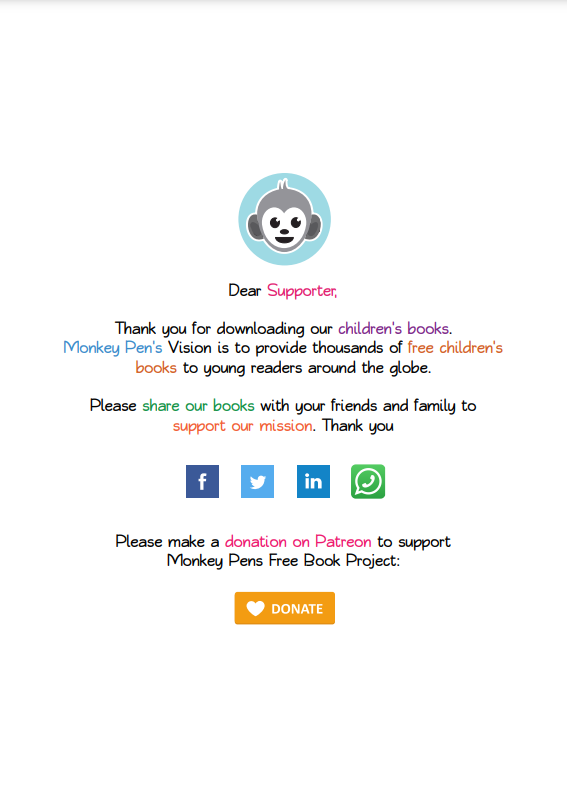 Dear Supporter,
Thank you for downloading our children's books.
Monkey Pen's Vision is to provide thousands of free children's
books to young readers around the globe.
Please share our books with your friends and family to
support our mission. Thank you
f
in
Please make a donation on Patreon to support
Monkey Pens Free Book Project:
DONATE